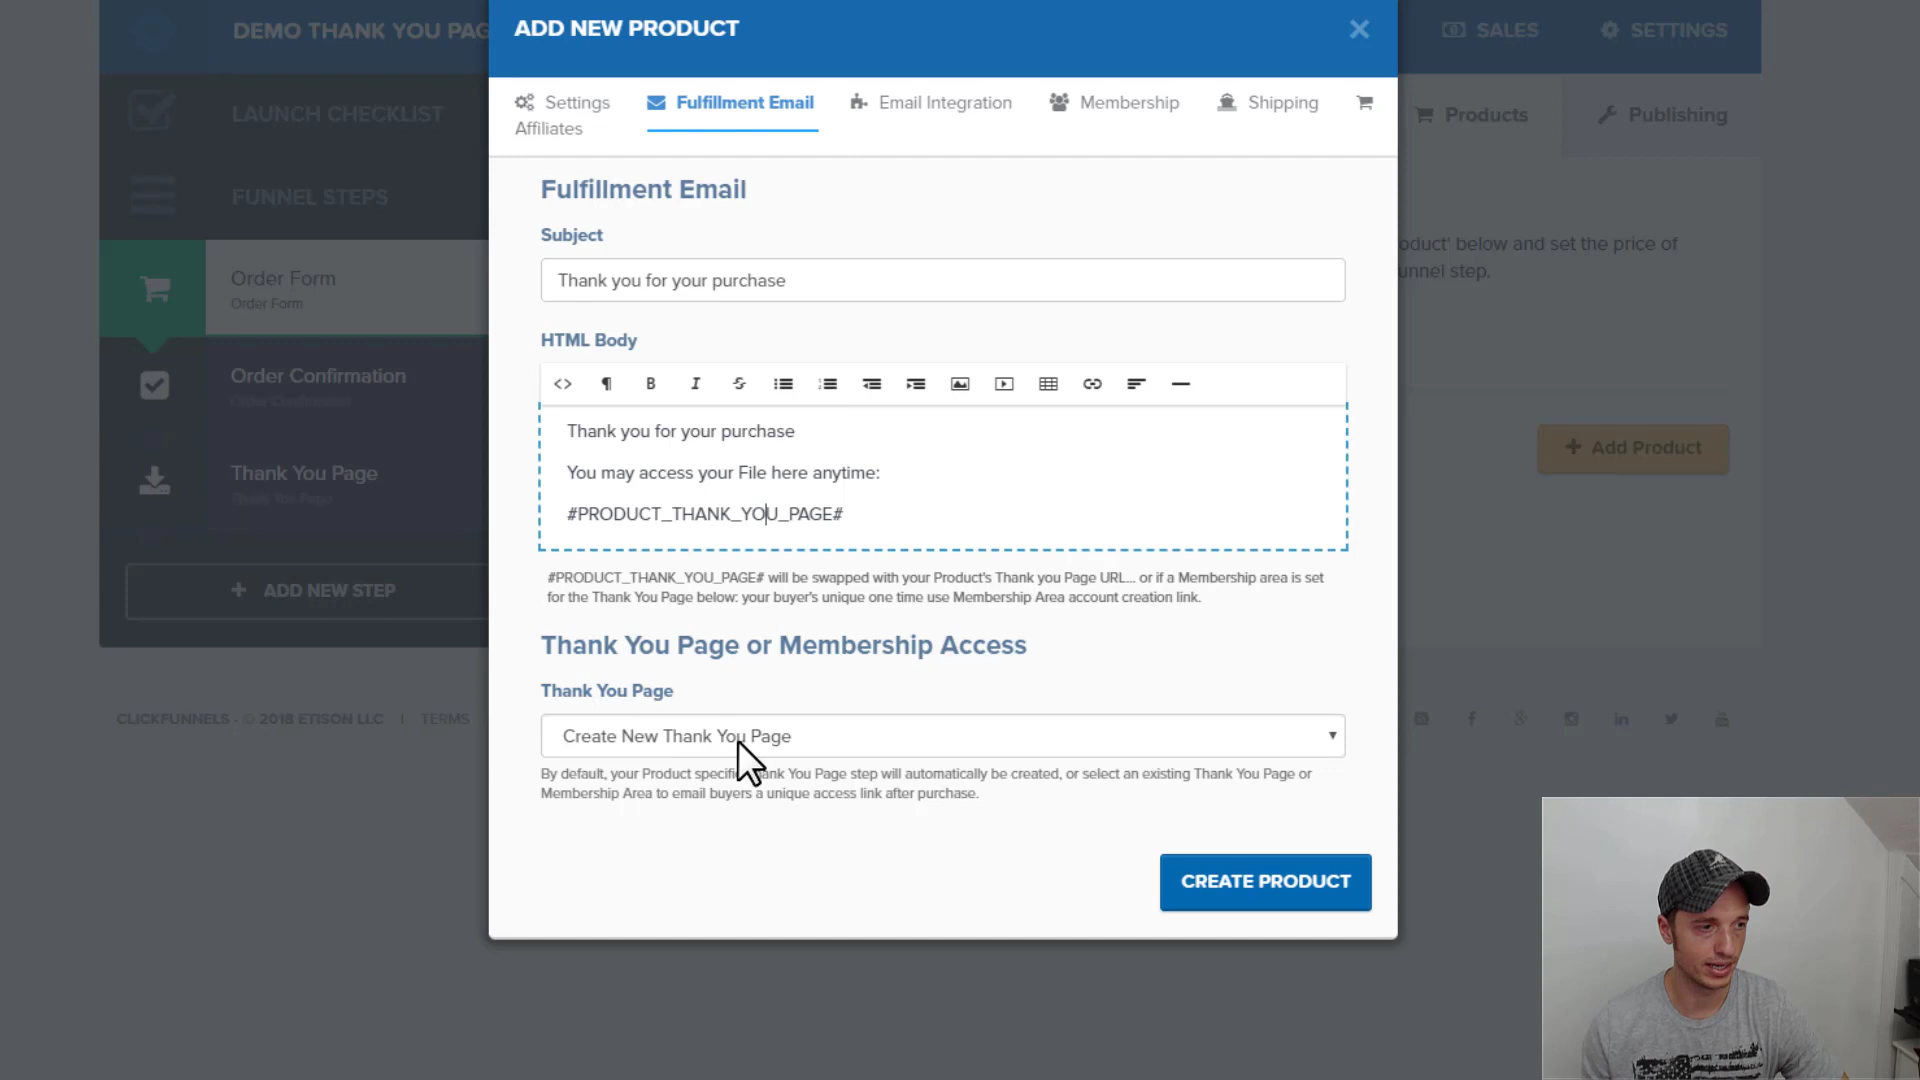 DEMO THANK YOU PAG
ADD NEW PRODUCT
SALES
SETTINGS
LAUNCH CHECKLIST
FUNNEL STEPS
Order Form
Order Form
Order Confirmation
Order Confirmation
Thank You Page
Thank You Page
+ ADD NEW STEP
CLICKFUNNELS - © 2018 ETISON LLC | TERMS
Settings
Fulfillment Email
Email Integration
Membership
Shipping
Affiliates
Fulfillment Email
Subject
Thank you for your purchase
HTML Body
Thank you for your purchase
You may access your File here anytime:
#PRODUCT_THANK_YOU_PAGE#
#PRODUCT_THANK_YOU_PAGE# will be swapped with your Product's Thank you Page URL... or if a Membership area is set
for the Thank You Page below: your buyer's unique one time use Membership Area account creation link.
Thank You Page or Membership Access
Thank You Page
Create New Thank You Page
By default, your Product specific Thank You Page step will automatically be created, or select an existing Thank You Page or
Membership Area to email buyers a unique access link after purchase.
CREATE PRODUCT
Products
Publishing
oduct' below and set the price of
unnel step.
+ Add Product